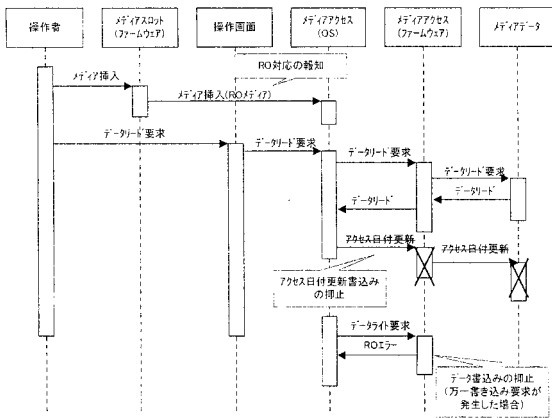 操作者
メディアスロット
(ファームウェア)
操作画面
メディアアクセス
(OS)
メディアアクセス
(ファームウェア)
メディアデータ
RO対応の報知
メディア挿入
メディア挿入(ROメディア)
データリード要求
データリード要求
データリード要求
データリード要求
データリード
データリード
アクセス日付更新
アクセス日付更新
アクセス日付更新書込み
の抑止
データライト要求
ROエラー
データ書込みの抑止
(万一書き込み要求が
発生した場合)